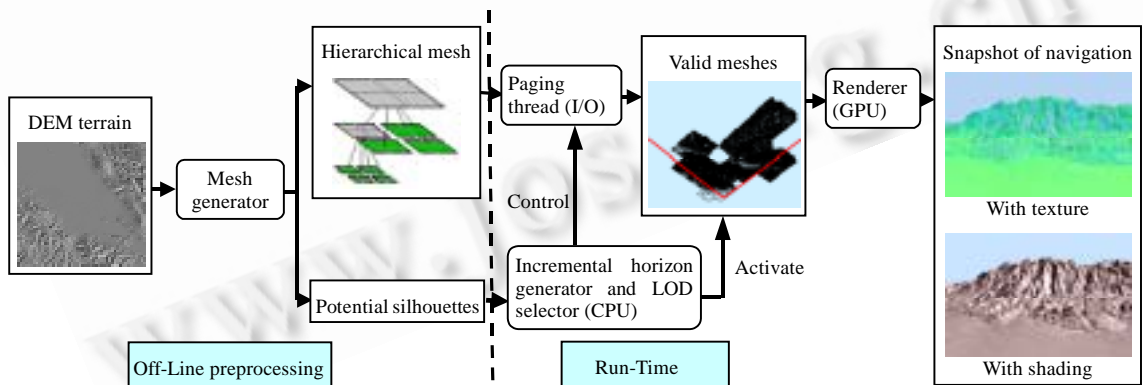 DEM terrain
Mesh
generator
Hierarchical mesh
Potential silhouettes
Off-Line preprocessing
Paging
thread (I/O)
Control
Incremental horizon
generator and LOD
selector (CPU)
Run-Time
Valid meshes
Activate
Renderer
(GPU)
Snapshot of navigation
With texture
With shading